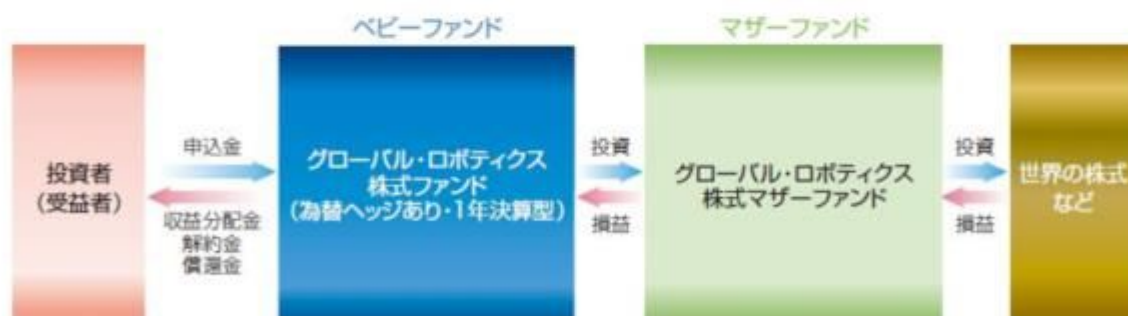 ベビーファンド
マザーファンド
投資者
(受益者)
申込金
収益分配金
解約金
償還金
グローバル・ロボティクス
株式ファンド
(為替ヘッジあり・1年決算型)
投資
損益
グローバル・ロボティクス
株式マザーファンド
投資
損益
世界の株式
など